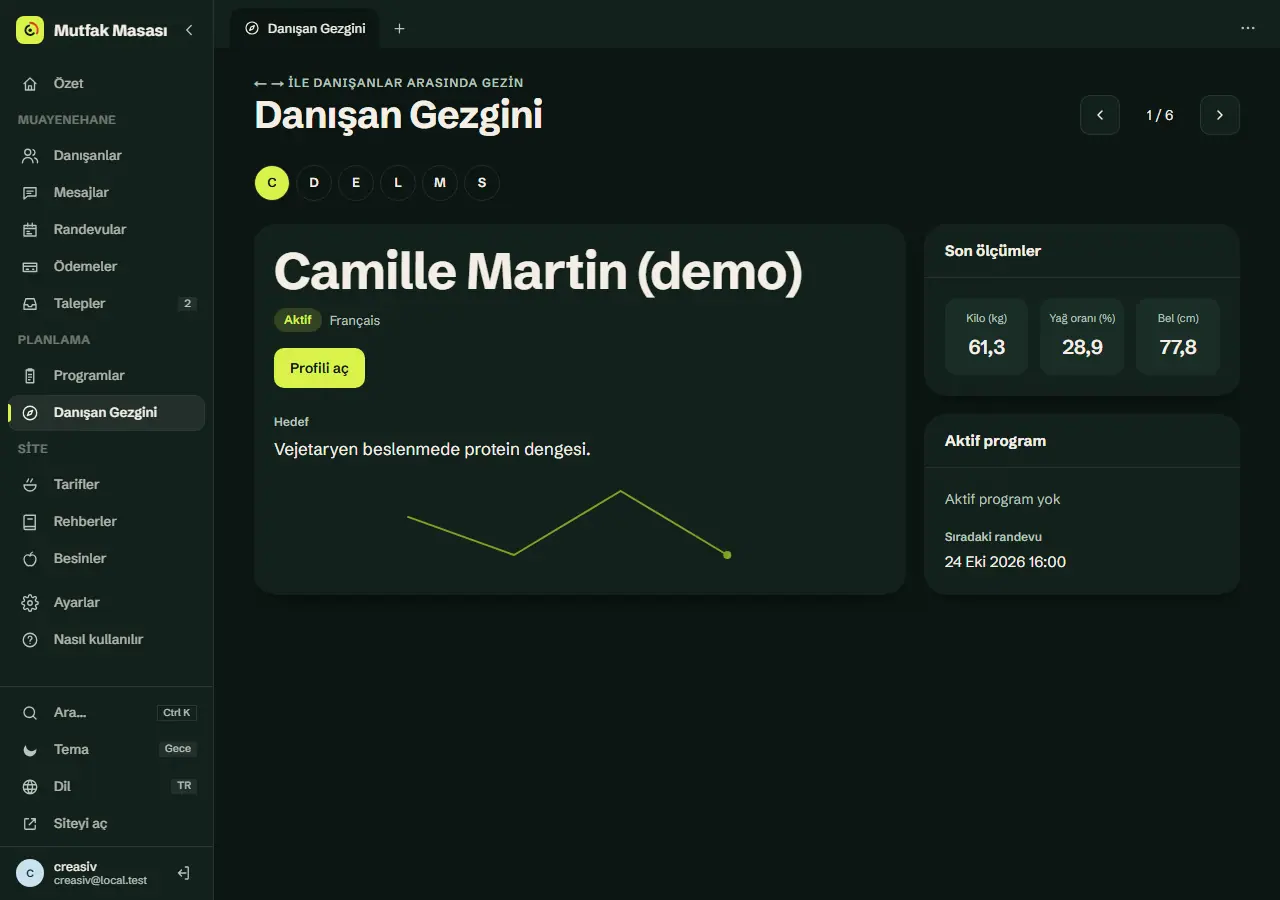 Mutfak Masası
Özet
MUAYENEHANE
Danışanlar
Mesajlar
Randevular
Ödemeler
Talepler 2
PLANLAMA
Programlar
Danışan Gezgini
SİTE
Tarifler
Rehberler
Besinler
Ayarlar
Nasıl kullanılır
Ara... Ctrl K
Tema Gece
Dil TR
Siteyi aç
C
creasiv
creasiv@local.test
Danışan Gezgini
← → İLE DANIŞANLAR ARASINDA GEZİN
Danışan Gezgini
1 / 6
C D E L M S
Camille Martin (demo)
Aktif Français
Profili aç
Hedef
Vejetaryen beslenmede protein dengesi.
Son ölçümler
Kilo (kg) Yağ oranı (%) Bel (cm)
61,3 28,9 77,8
Aktif program
Aktif program yok
Sıradaki randevu
24 Eki 2026 16:00